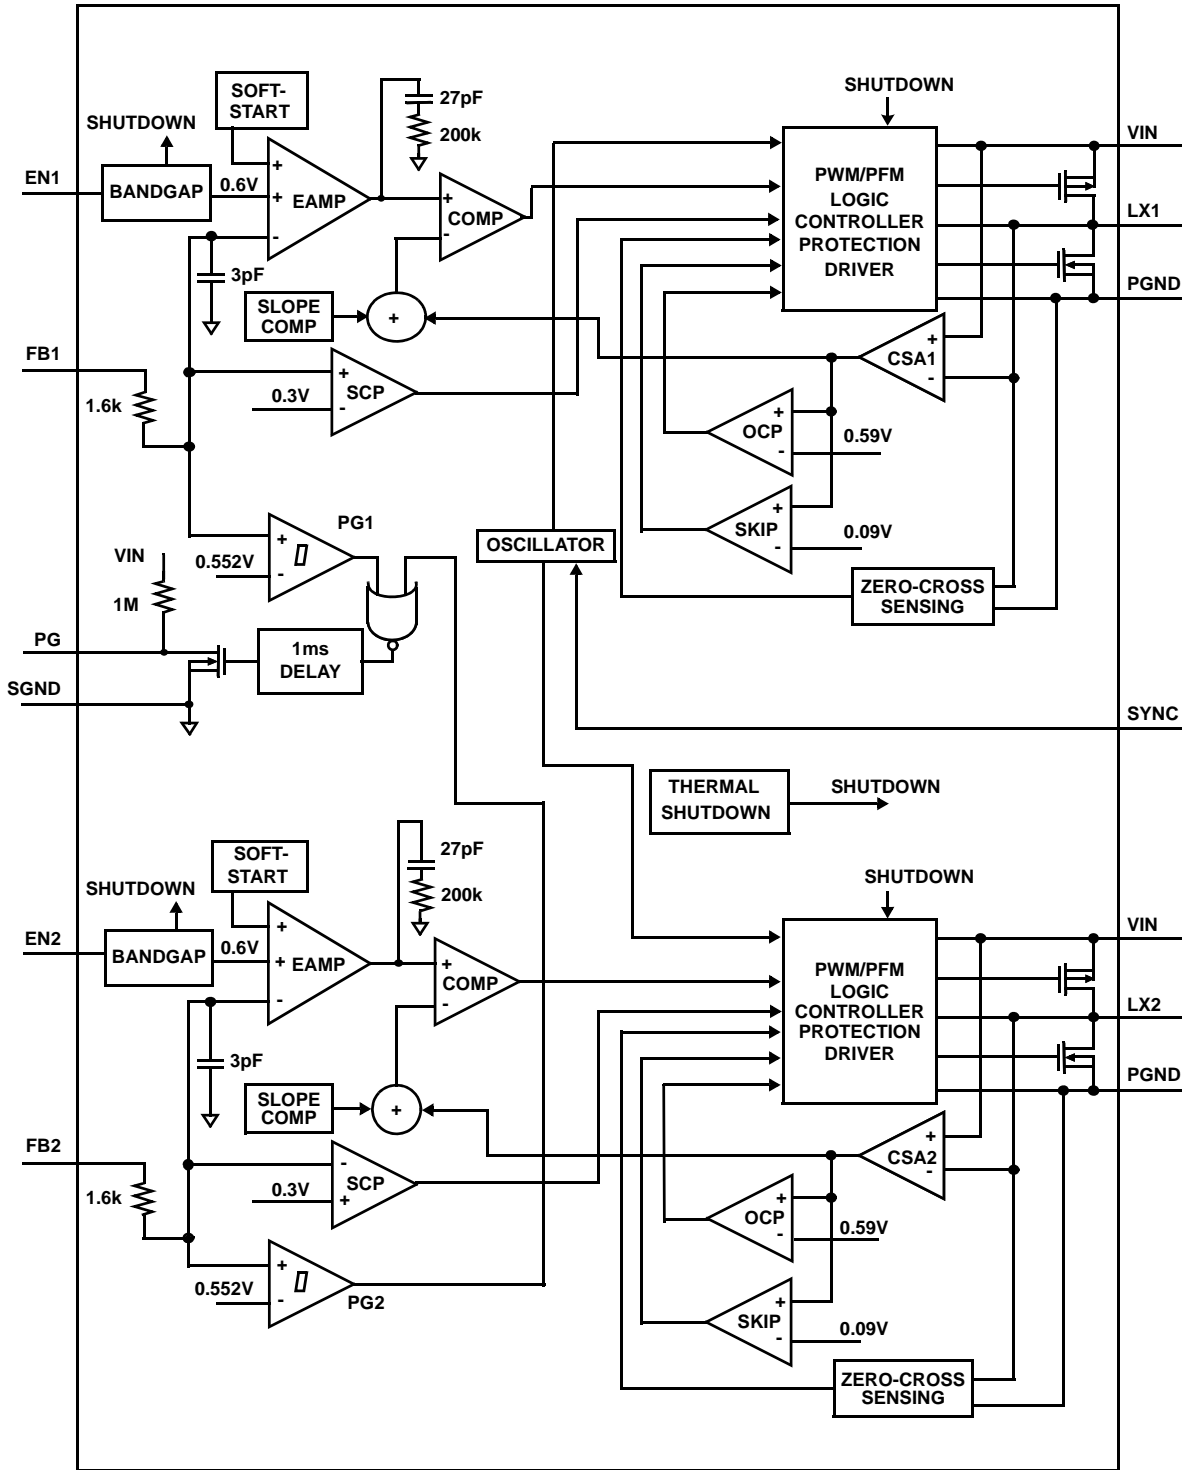 SOFT-
START
27pF
200k
SHUTDOWN
SHUTDOWN
VIN
EN1
BANDGAP
0.6V
+
+
-
EAMP
+
-
COMP
PWM/PFM
LOGIC
CONTROLLER
PROTECTION
DRIVER
LX1
3pF
PGND
SLOPE
COMP
+
+
-
CSA1
FB1
1.6k
0.3V
+
-
SCP
+
-
OCP
0.59V
+
-
SKIP
0.09V
PG1
VIN
0.552V
+
-
OSCILLATOR
ZERO-CROSS
SENSING
1M
PG
1ms
DELAY
SGND
SYNC
THERMAL
SHUTDOWN
SHUTDOWN
SOFT-
START
27pF
200k
SHUTDOWN
SHUTDOWN
VIN
EN2
BANDGAP
0.6V
+
+
-
EAMP
+
-
COMP
PWM/PFM
LOGIC
CONTROLLER
PROTECTION
DRIVER
LX2
3pF
PGND
SLOPE
COMP
+
+
-
CSA2
FB2
1.6k
0.3V
-
+
SCP
+
-
OCP
0.59V
0.552V
+
-
PG2
+
-
SKIP
0.09V
ZERO-CROSS
SENSING